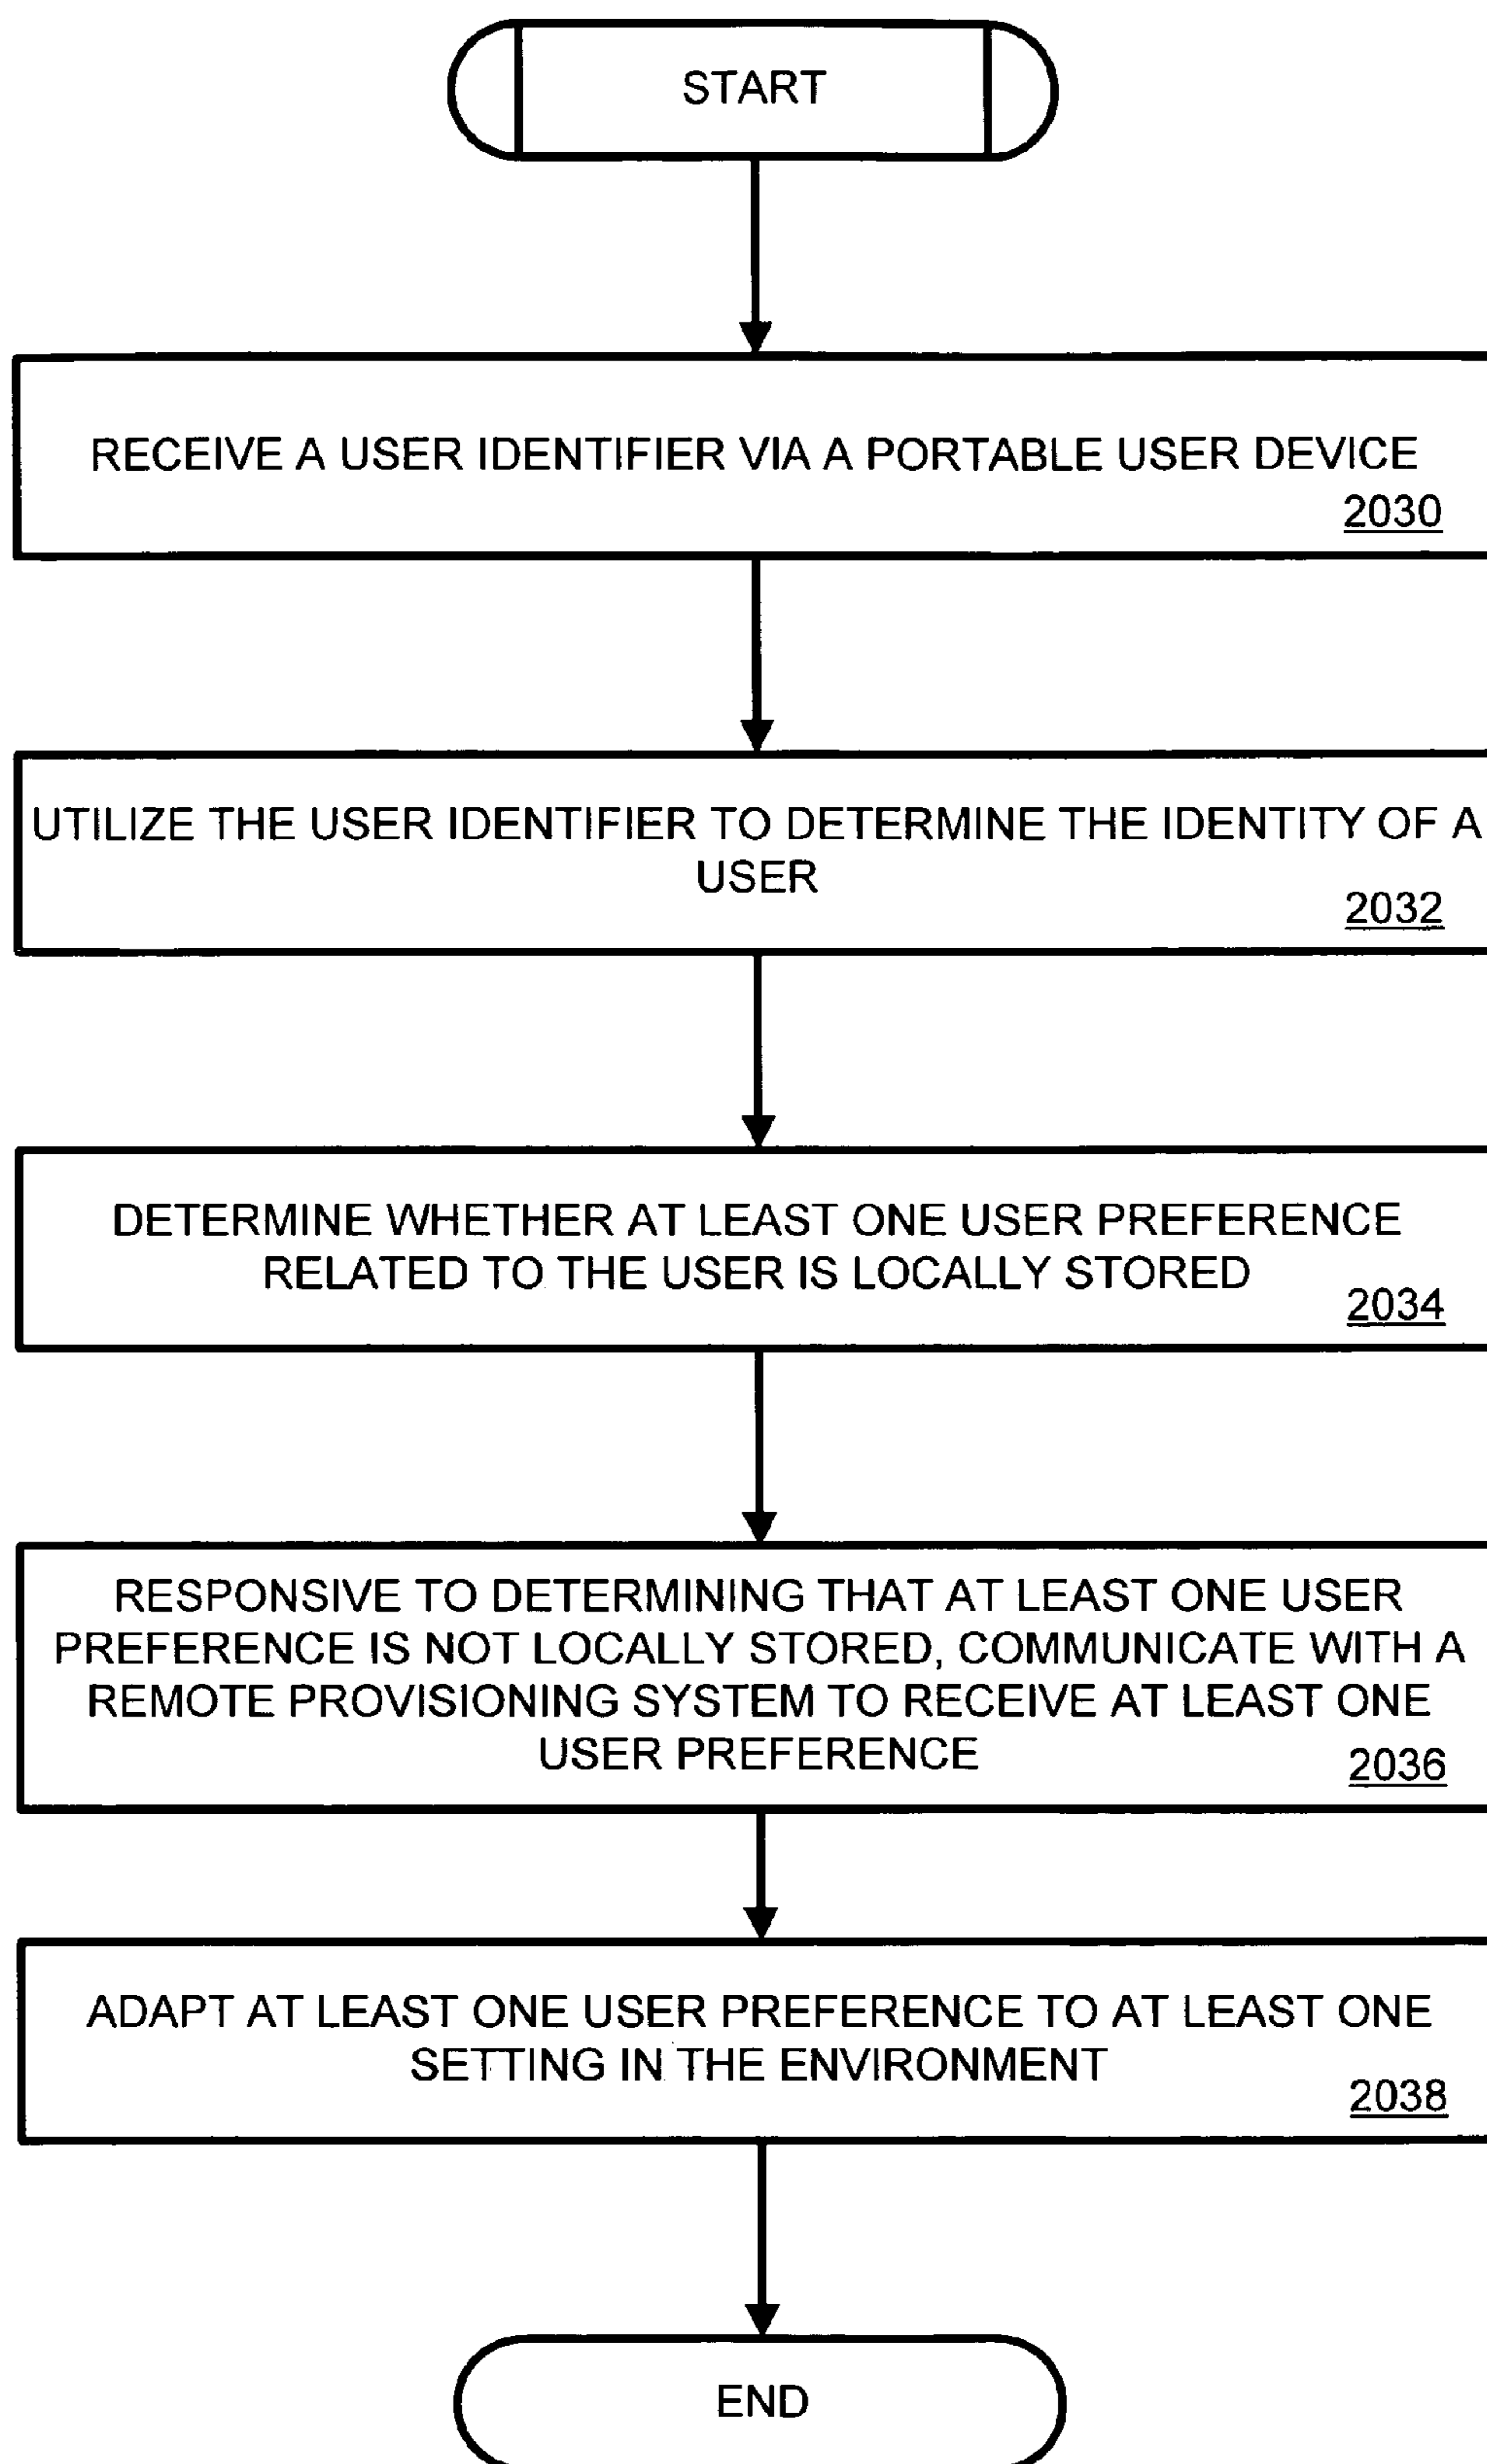 START
RECEIVE A USER IDENTIFIER VIA A PORTABLE USER DEVICE
2030
UTILIZE THE USER IDENTIFIER TO DETERMINE THE IDENTITY OF A
USER
2032
DETERMINE WHETHER AT LEAST ONE USER PREFERENCE
RELATED TO THE USER IS LOCALLY STORED
2034
RESPONSIVE TO DETERMINING THAT AT LEAST ONE USER
PREFERENCE IS NOT LOCALLY STORED, COMMUNICATE WITH A
REMOTE PROVISIONING SYSTEM TO RECEIVE AT LEAST ONE
USER PREFERENCE
2036
ADAPT AT LEAST ONE USER PREFERENCE TO AT LEAST ONE
SETTING IN THE ENVIRONMENT
2038
END